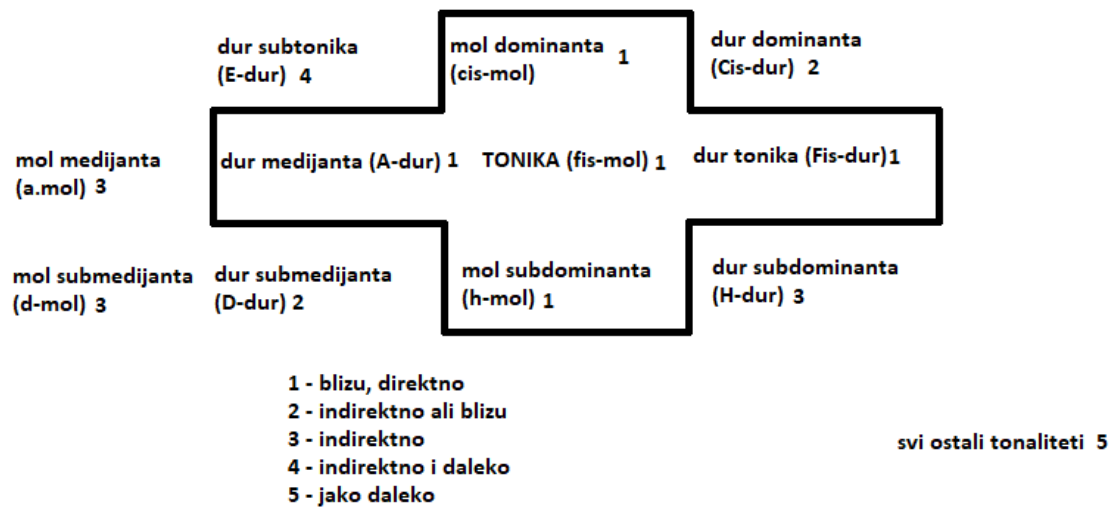 dur subtonika
(E-dur) 4
mol dominanta 1
(cis-mol)
dur dominanta
(Cis-dur) 2
mol medijanta
(a.mol) 3
dur medijanta (A-dur) 1
TONIKA (fis-mol) 1
dur tonika (Fis-dur) 1
mol submedijanta
(d-mol) 3
dur submedijanta
(D-dur) 2
mol subdominanta
(h-mol) 1
dur subdominanta
(H-dur) 3
1 - blizu, direktno
2 - indirektno ali blizu
3 - indirektno
4 - indirektno i daleko
5 - jako daleko
svi ostali tonaliteti 5